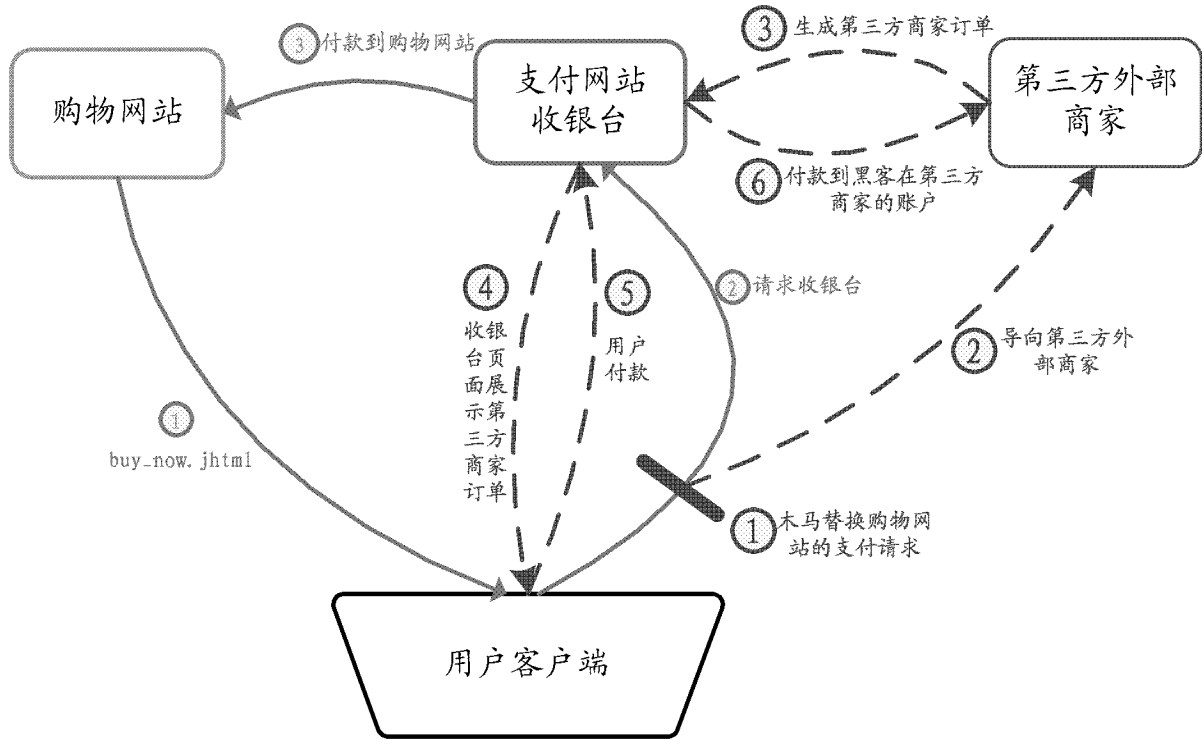 ③付款到购物网站
③生成第三方商家订单
购物网站
支付网站
收银台
第三方外部
商家
⑥付款到黑客在第三方
商家的账户
④
收银
台页
面展
示第
三方
商家
订单
⑤
用户
付款
②请求收银台
②导向第三方外
部商家
①
buy_now.jhtml
①木马替换购物网
站的支付请求
用户客户端